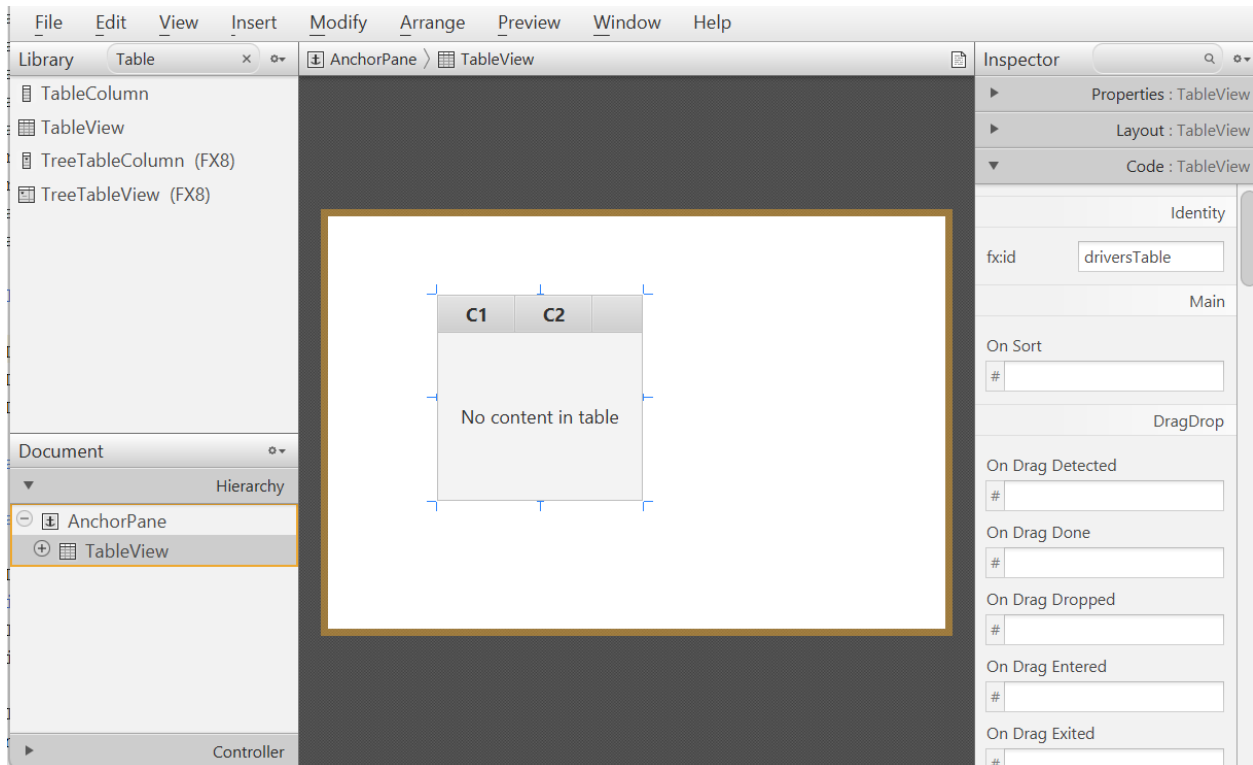 File Edit View Insert Modify Arrange Preview Window Help
Library Table
TableColumn
TableView
TreeTableColumn (FX8)
TreeTableView (FX8)
Document
Hierarchy
AnchorPane
TableView
Controller
AnchorPane TableView
C1 C2
No content in table
Inspector
Properties : TableView
Layout : TableView
Code : TableView
Identity
fx:id driversTable
Main
On Sort
#
DragDrop
On Drag Detected
#
On Drag Done
#
On Drag Dropped
#
On Drag Entered
#
On Drag Exited
#